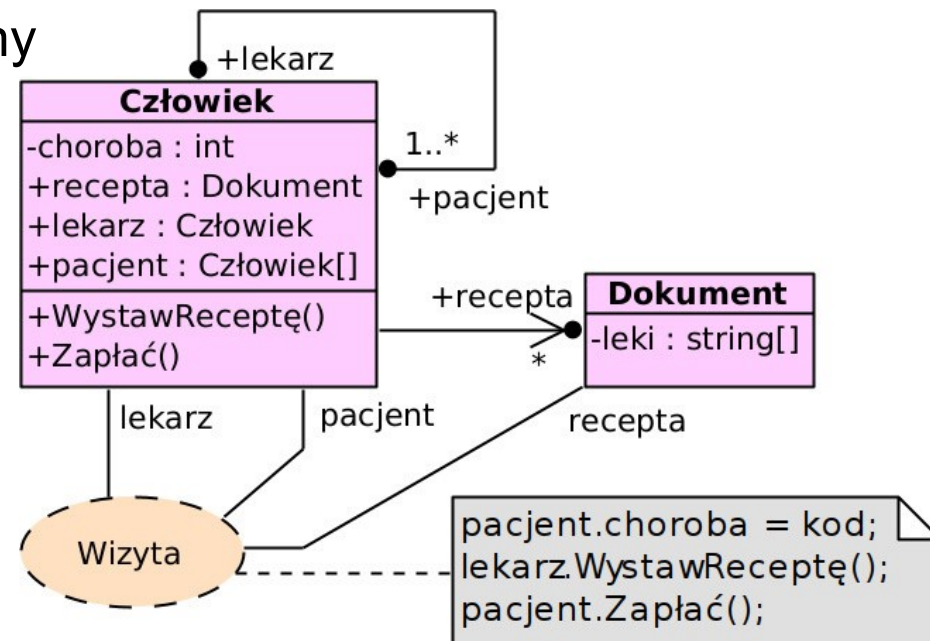 +lekarz
Człowiek
-choroba : int
+recepta : Dokument
+lekarz : Człowiek
+pacjent : Człowiek[]
+WystawReceptę()
+Zapłać()
1..*
+pacjent
+recepta
*
Dokument
-leki : string[]
lekarz
pacjent
recepta
Wizyta
pacjent.choroba = kod;
lekarz.WystawReceptę();
pacjent.Zapłać();